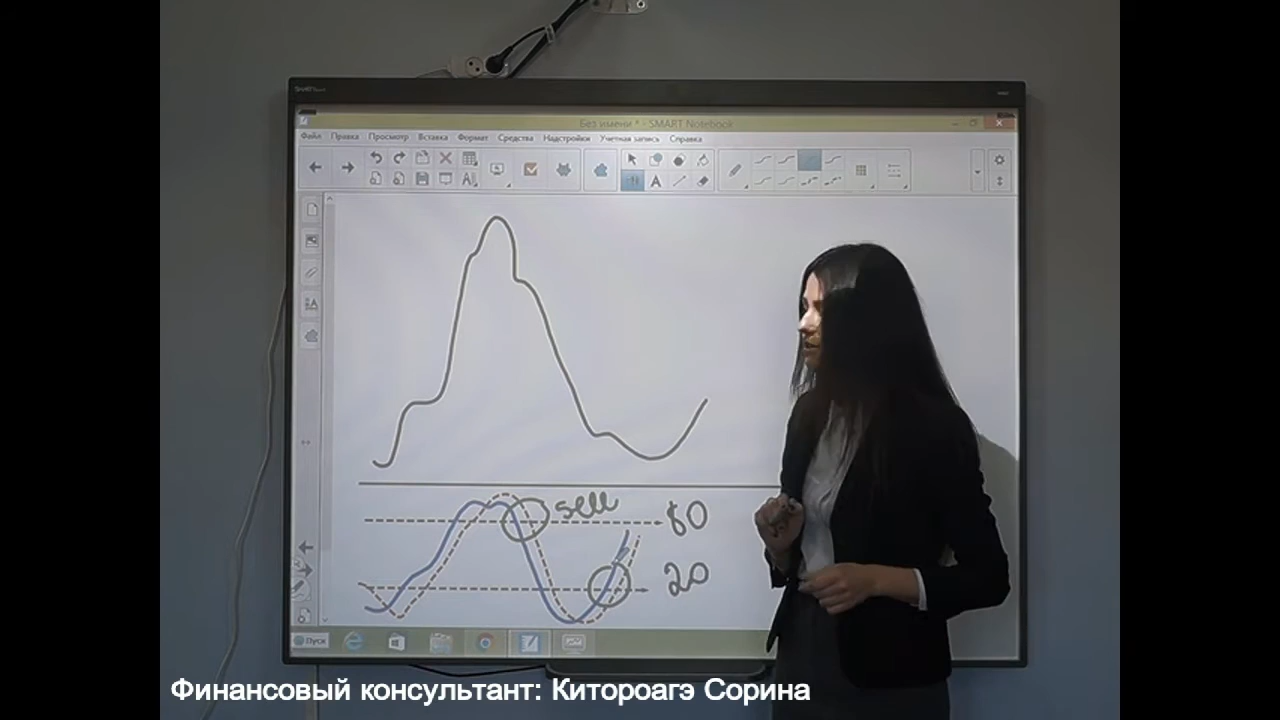 Без имени * - SMART Notebook
Файл Правка Просмотр Вставка Формат Средства Надстройки Учетная запись Справка
sell
80
20
Пуск
Финансовый консультант: Китороагэ Сорина